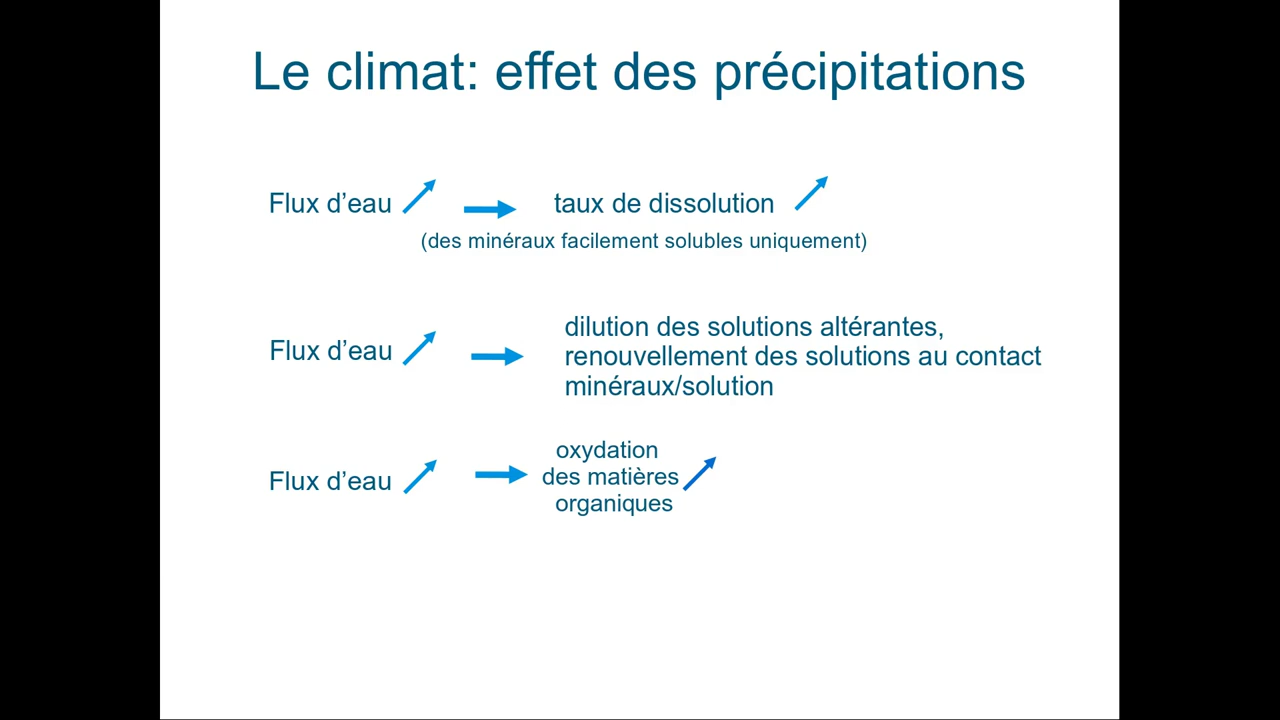 Le climat: effet des précipitations
Flux d’eau
taux de dissolution
(des minéraux facilement solubles uniquement)
Flux d’eau
dilution des solutions altérantes,
renouvellement des solutions au contact
minéraux/solution
Flux d’eau
oxydation
des matières
organiques